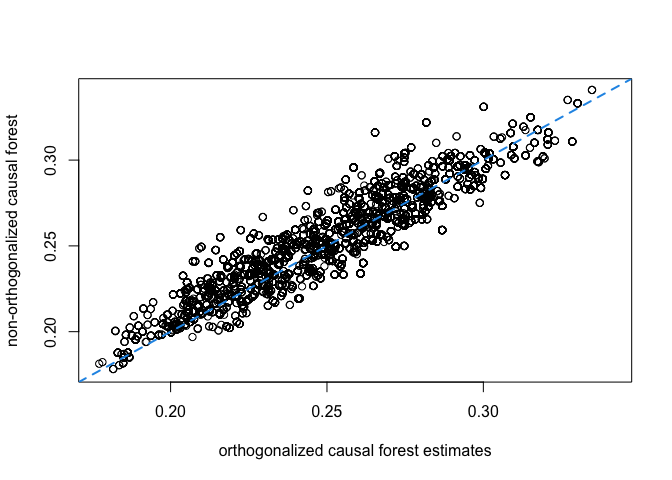 non-orthogonalized causal forest
0.30
0.25
0.20
0.20 0.25 0.30
orthogonalized causal forest estimates